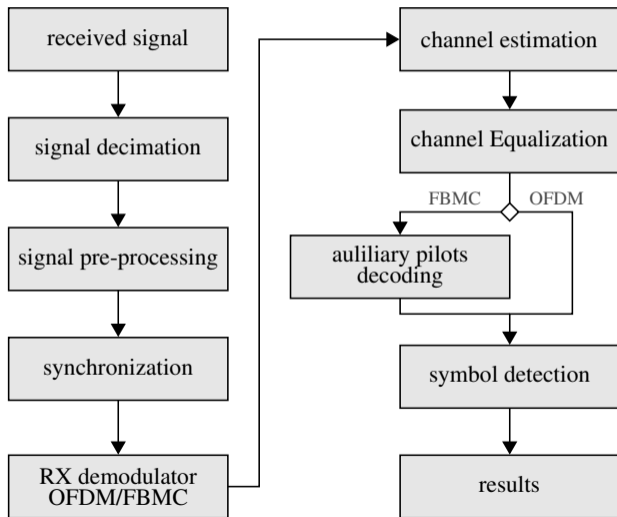 received signal
signal decimation
signal pre-processing
synchronization
RX demodulator
OFDM/FBMC
channel estimation
channel Equalization
FBMC
OFDM
auliliary pilots
decoding
symbol detection
results